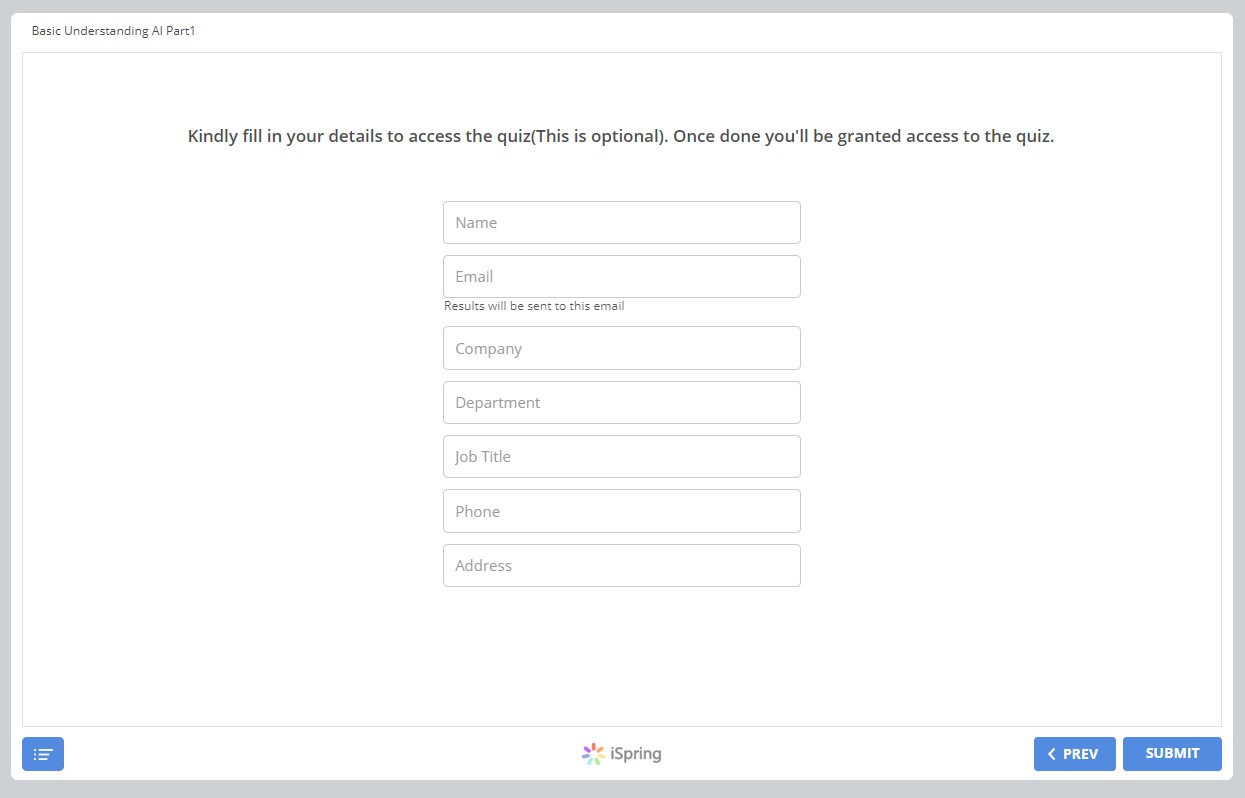 Basic Understanding AI Part1
Kindly fill in your details to access the quiz(This is optional). Once done you'll be granted access to the quiz.
Name
Email
Results will be sent to this email
Company
Department
Job Title
Phone
Address
iSpring
PREV
SUBMIT